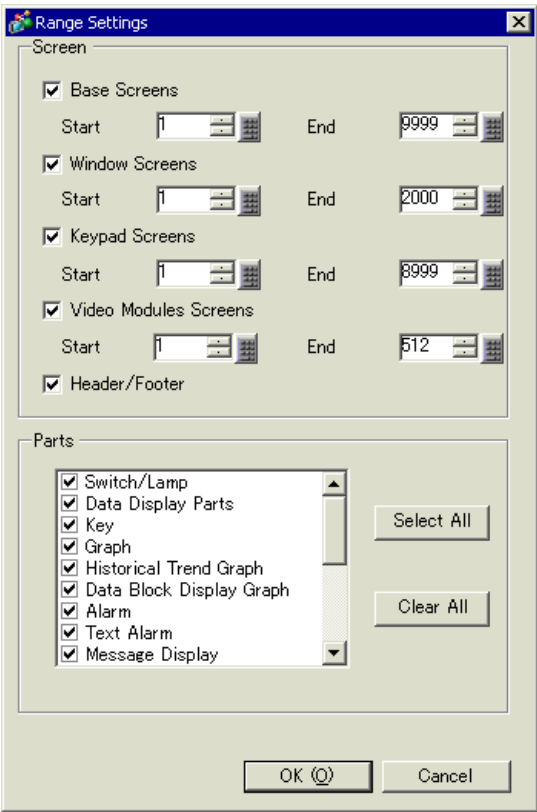 Range Settings
Screen
Base Screens
Start 1 End 9999
Window Screens
Start 1 End 2000
Keypad Screens
Start 1 End 8999
Video Modules Screens
Start 1 End 512
Header/Footer
Parts
Switch/Lamp
Data Display Parts
Key
Graph
Historical Trend Graph
Data Block Display Graph
Alarm
Text Alarm
Message Display
Select All
Clear All
OK (O) Cancel